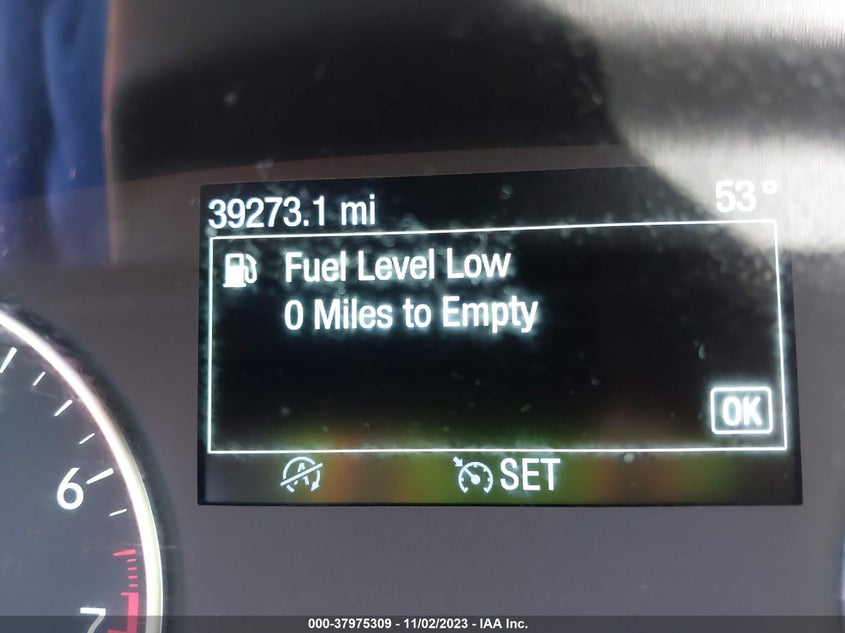 39273.1 mi
53°
Fuel Level Low
0 Miles to Empty
OK
A
SET
6
7
000-37975309 - 11/02/2023 - IAA Inc.